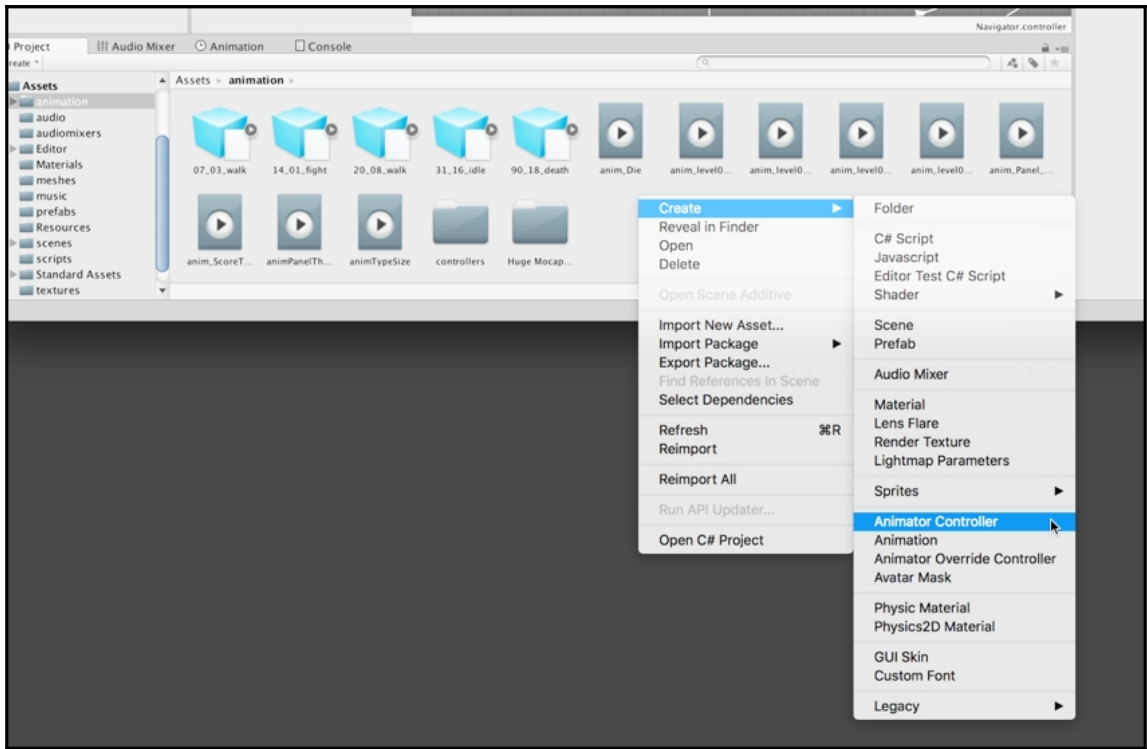 Navigator.controller
Project
Audio Mixer
Animation
Console
reate
Assets
animation
audio
audiomixers
Editor
Materials
meshes
music
prefabs
Resources
scenes
scripts
Standard Assets
textures
Assets animation
07_03_walk
14_01_fight
20_08_walk
31_16_idle
90_18_death
anim_Die
anim_level0...
anim_level0...
anim_level0...
anim_level0...
anim_Panel_...
anim_ScoreT...
animPanelTh...
animTypeSize
controllers
Huge Mocap...
Create
Reveal in Finder
Open
Delete
Open Scene Additive
Import New Asset...
Import Package
Export Package...
Find References In Scene
Select Dependencies
Refresh ⌘R
Reimport
Reimport All
Run API Updater...
Open C# Project
Folder
C# Script
Javascript
Editor Test C# Script
Shader
Scene
Prefab
Audio Mixer
Material
Lens Flare
Render Texture
Lightmap Parameters
Sprites
Animator Controller
Animation
Animator Override Controller
Avatar Mask
Physic Material
Physics2D Material
GUI Skin
Custom Font
Legacy